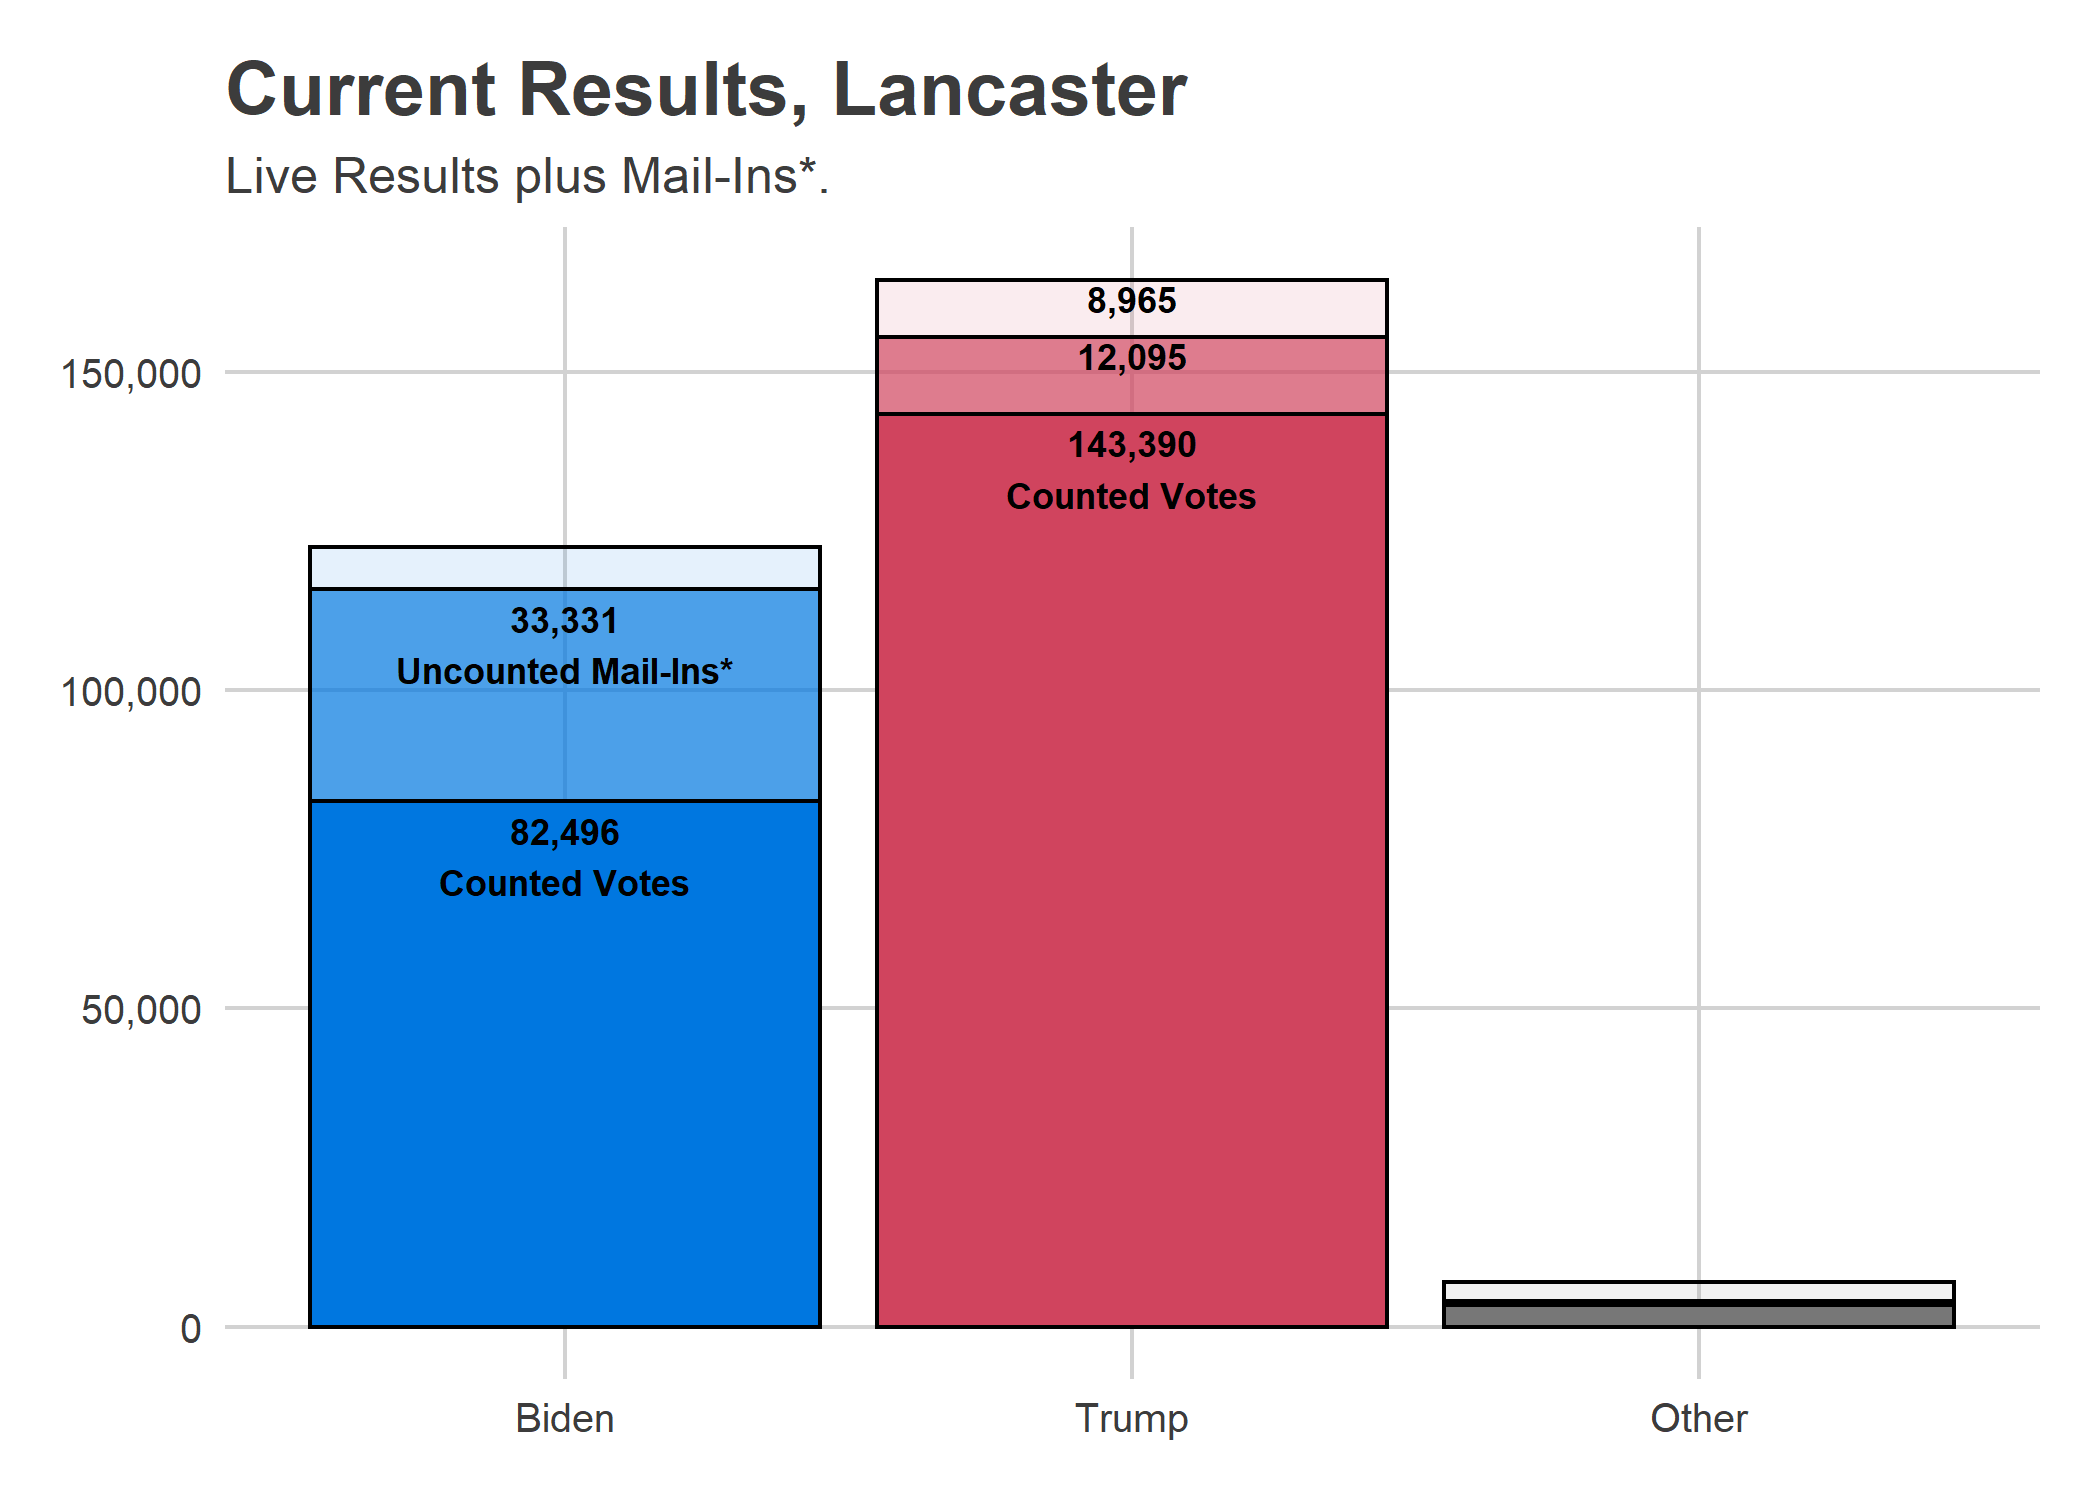 Current Results, Lancaster
Live Results plus Mail-Ins*.
150,000
100,000
50,000
0
33,331
Uncounted Mail-Ins*
82,496
Counted Votes
8,965
12,095
143,390
Counted Votes
Biden
Trump
Other